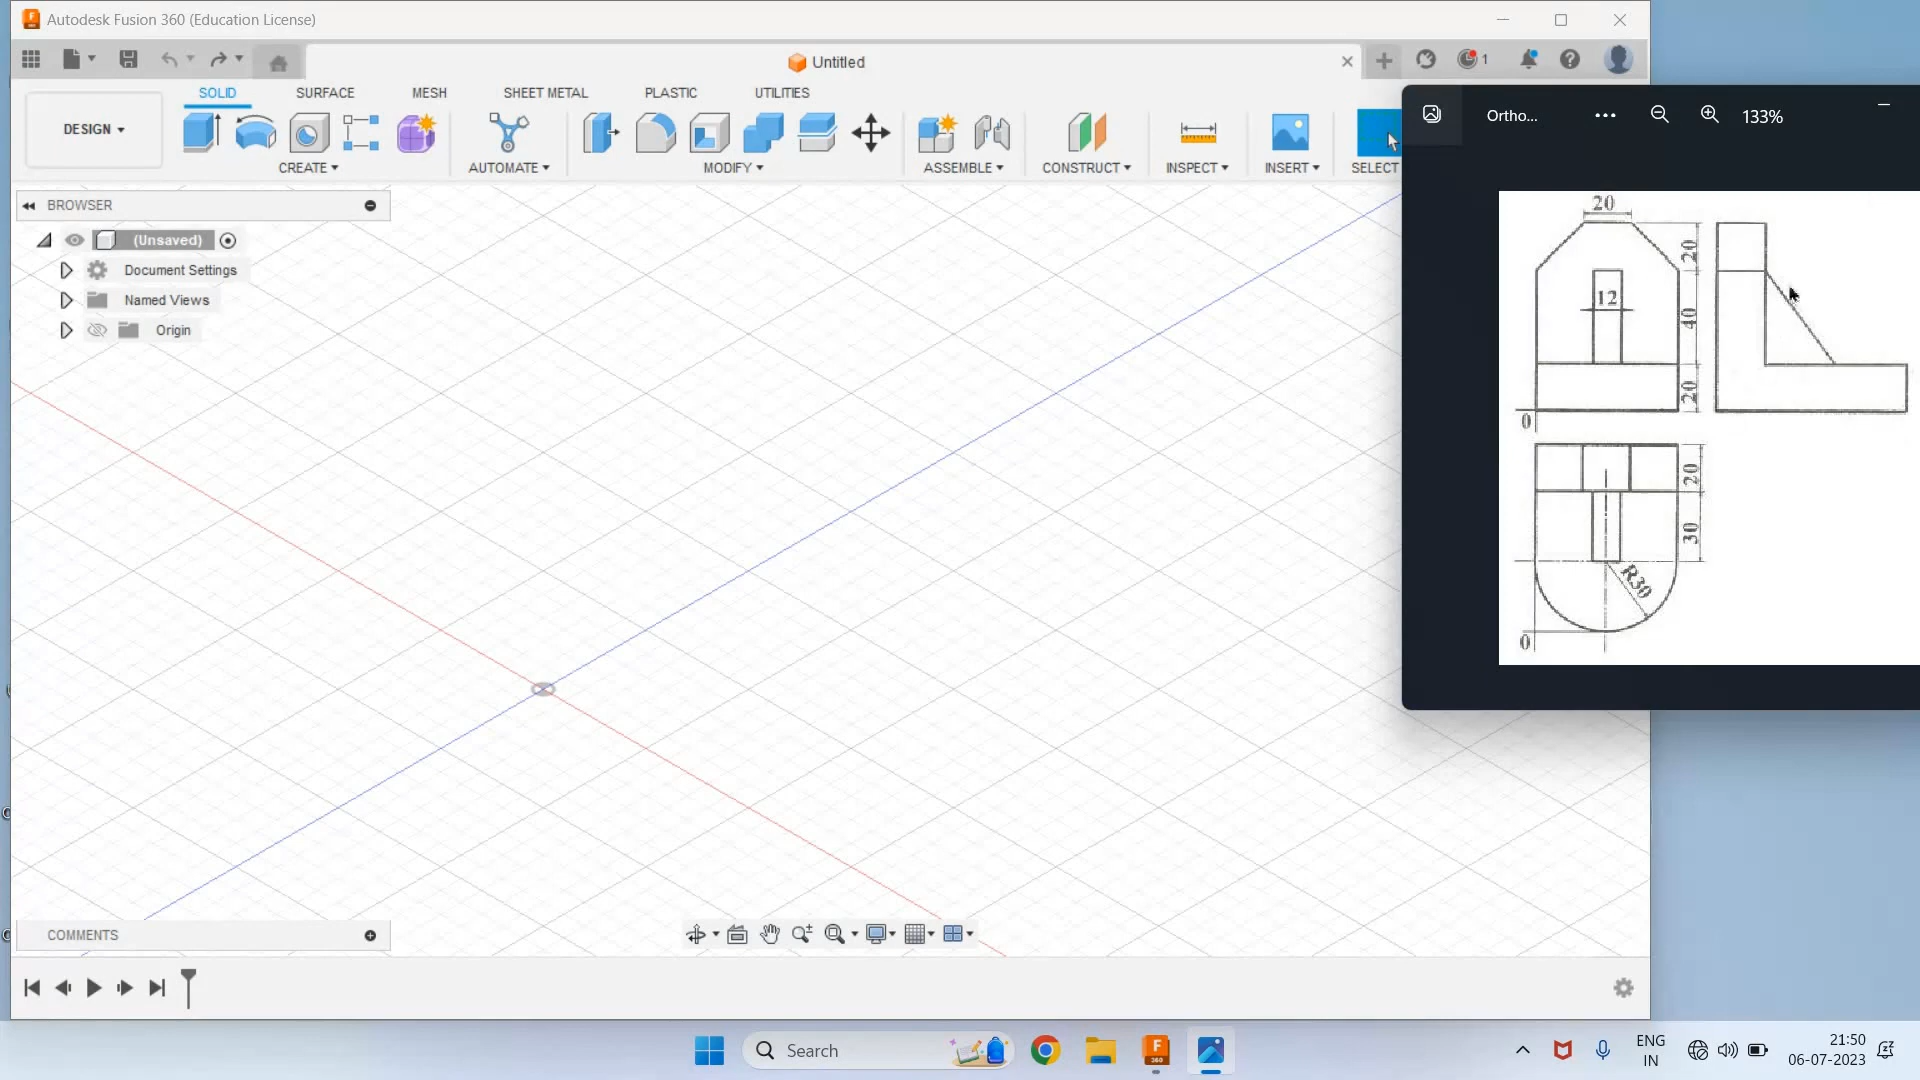 Autodesk Fusion 360 (Education License)
Untitled
1
SOLID SURFACE MESH SHEET METAL PLASTIC UTILITIES
DESIGN
CREATE AUTOMATE MODIFY ASSEMBLE CONSTRUCT INSPECT INSERT SELECT
BROWSER
(Unsaved)
Document Settings
Named Views
Origin
Ortho... 133%
20
20
12
40
20
0
20
30
R30
0
COMMENTS
Search
F
360
ENG
IN
21:50
06-07-2023